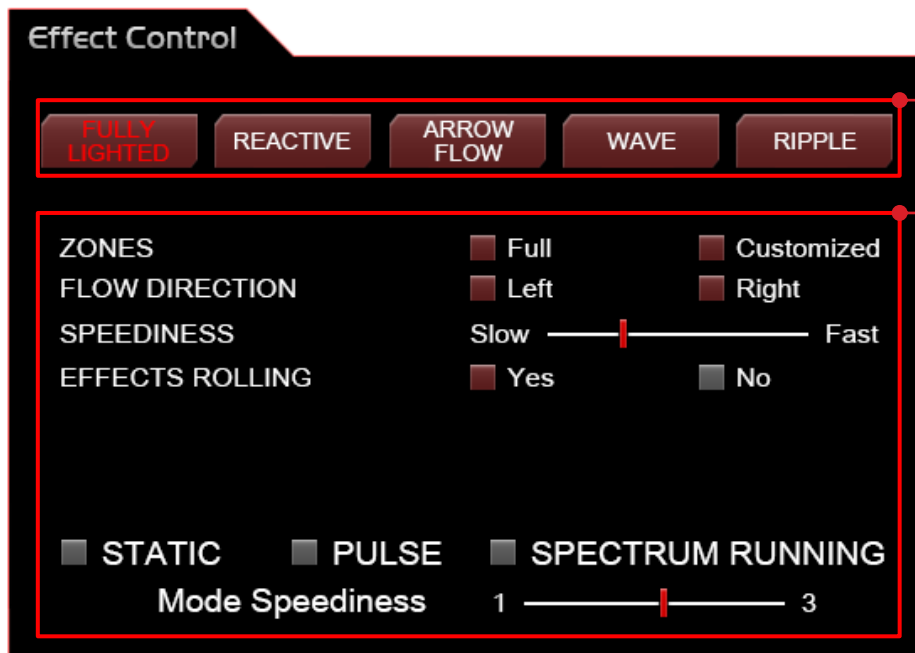 Effect Control
FULLY LIGHTED REACTIVE ARROW FLOW WAVE RIPPLE
ZONES Full Customized
FLOW DIRECTION Left Right
SPEEDINESS Slow Fast
EFFECTS ROLLING Yes No
STATIC PULSE SPECTRUM RUNNING
Mode Speediness 1 3